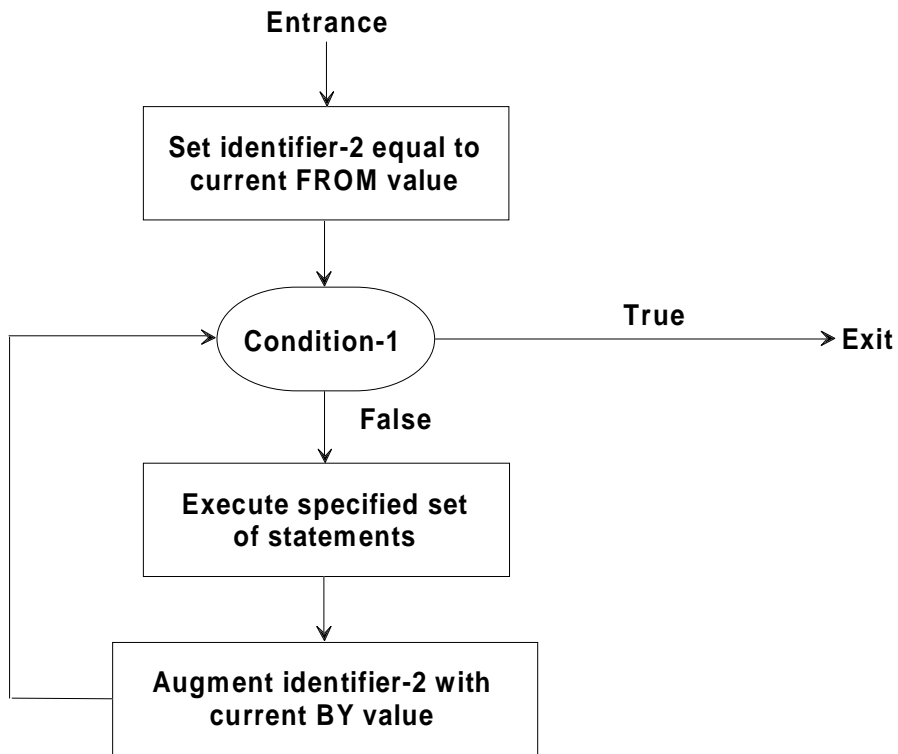 Entrance
Set identifier-2 equal to
current FROM value
Condition-1
True
Exit
False
Execute specified set
of statements
Augment identifier-2 with
current BY value